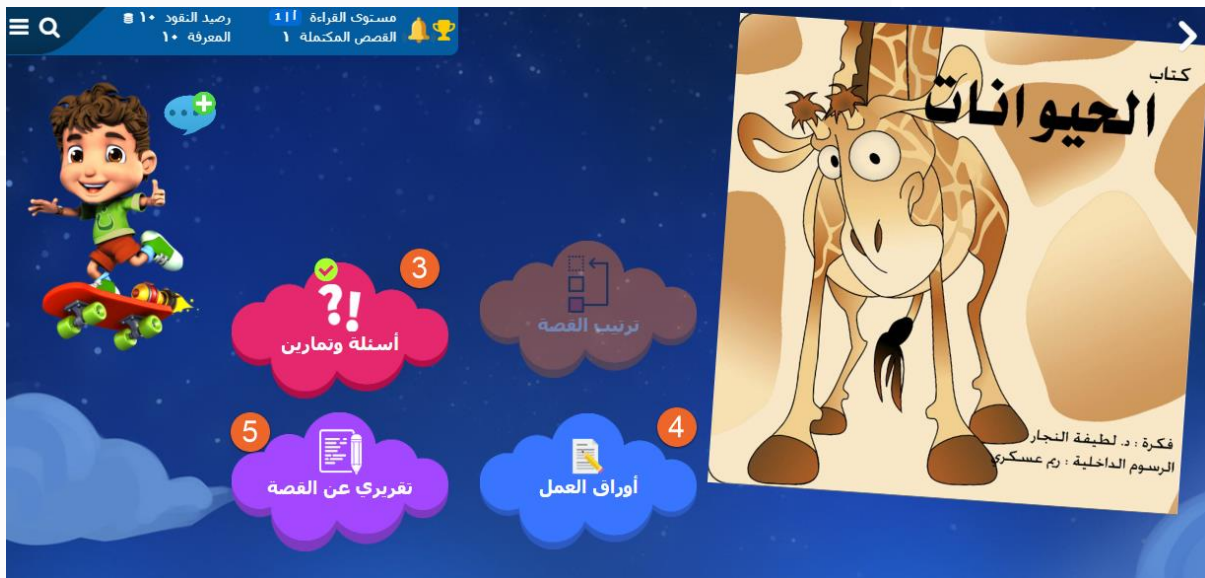 مستوى القراءة أ|1
القصص المكتملة ١
رصيد النقود ١٠
المعرفة ١٠
كتاب
الحيوانات
فكرة : د. لطيفة النجار
الرسوم الداخلية : ريم عسكري
ترتيب القصة
3
أسئلة وتمارين
4
أوراق العمل
5
تقريري عن القصة